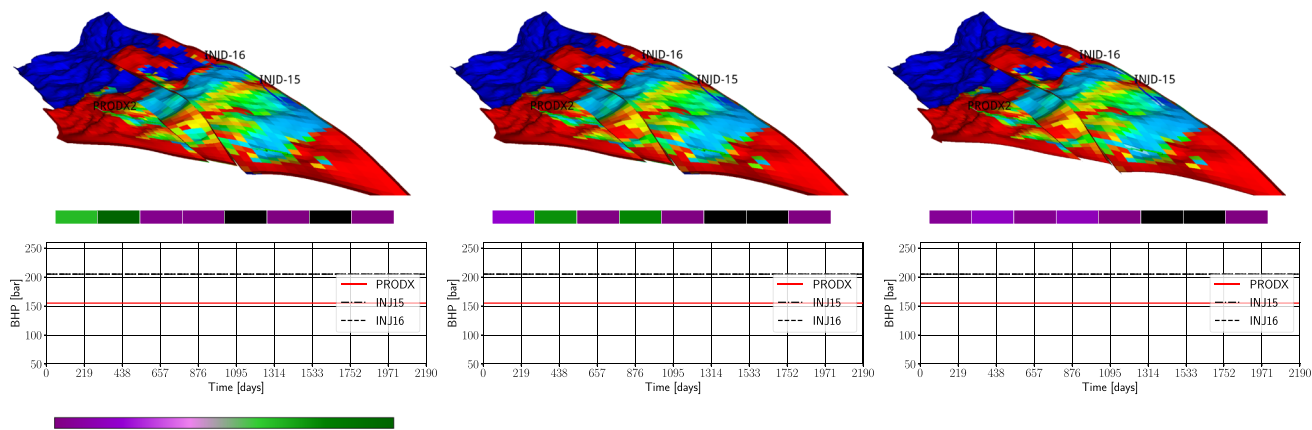 INJD-16
INJD-15
PRODX2
INJD-16
INJD-15
PRODX2
INJD-16
INJD-15
PRODX2
BHP [bar]
250
200
150
100
50
PRODX
INJ15
INJ16
0 219 438 657 876 1095 1314 1533 1752 1971 2190
Time [days]
BHP [bar]
250
200
150
100
50
PRODX
INJ15
INJ16
0 219 438 657 876 1095 1314 1533 1752 1971 2190
Time [days]
BHP [bar]
250
200
150
100
50
PRODX
INJ15
INJ16
0 219 438 657 876 1095 1314 1533 1752 1971 2190
Time [days]